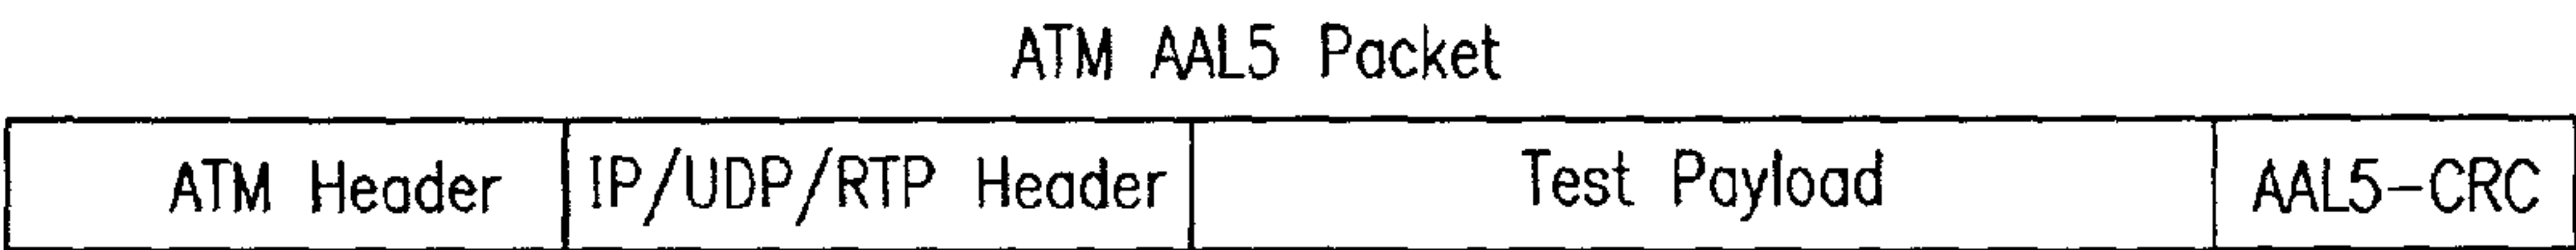 ATM AAL5 Packet
ATM Header IP/UDP/RTP Header Test Payload AAL5-CRC